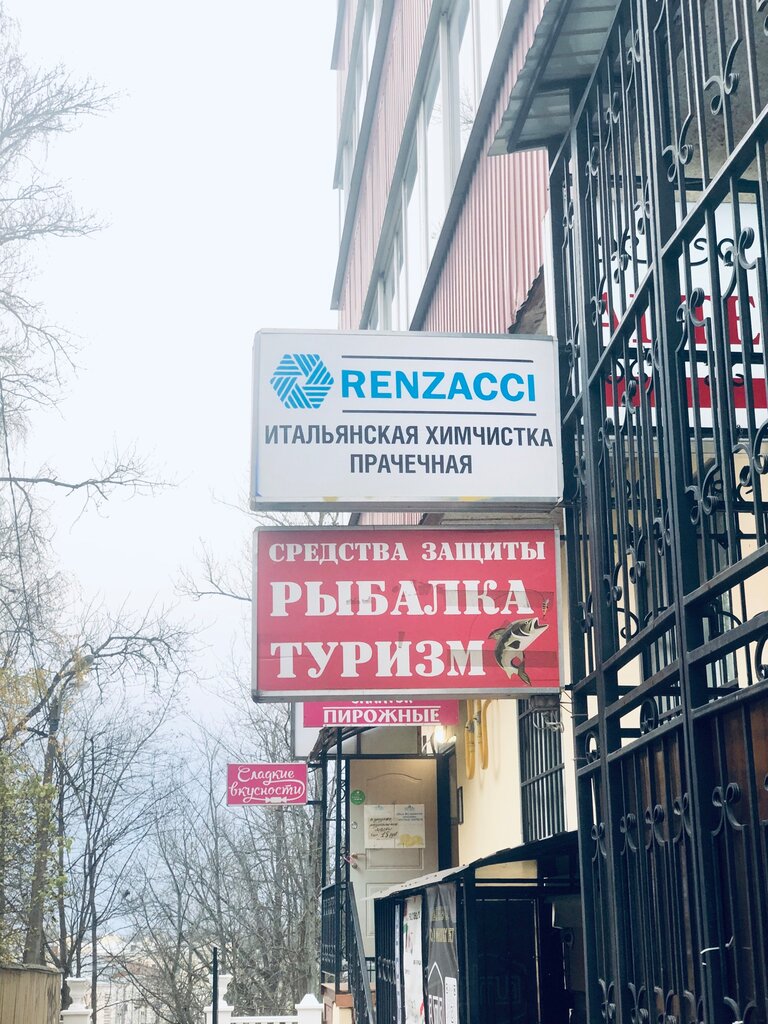 RENZACCI
ИТАЛЬЯНСКАЯ ХИМЧИСТКА
ПРАЧЕЧНАЯ
СРЕДСТВА ЗАЩИТЫ
РЫБАЛКА
ТУРИЗМ
ПИРОЖНЫЕ
Сладкие
вкусности